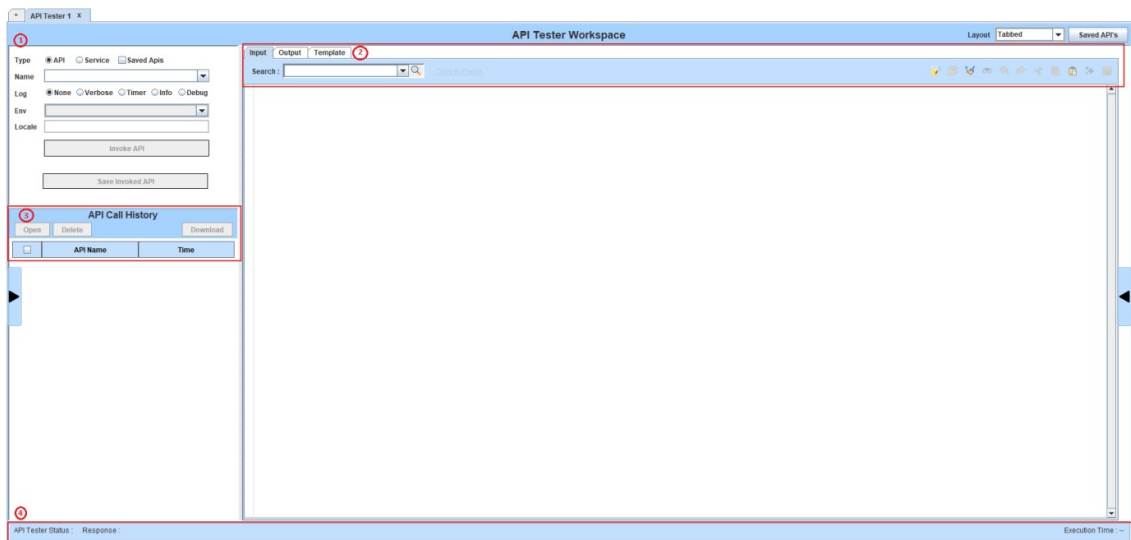 + API Tester 1 x
API Tester Workspace Layout Tabbed Saved API's
1
Type API Service Saved Apis
Name
Log None Verbose Timer Info Debug
Env
Locale
Invoke API
Save Invoked API
Input Output Template 2
Search :
3 API Call History
Open Delete Download
API Name Time
4
API Tester Status : Response : Execution Time : --